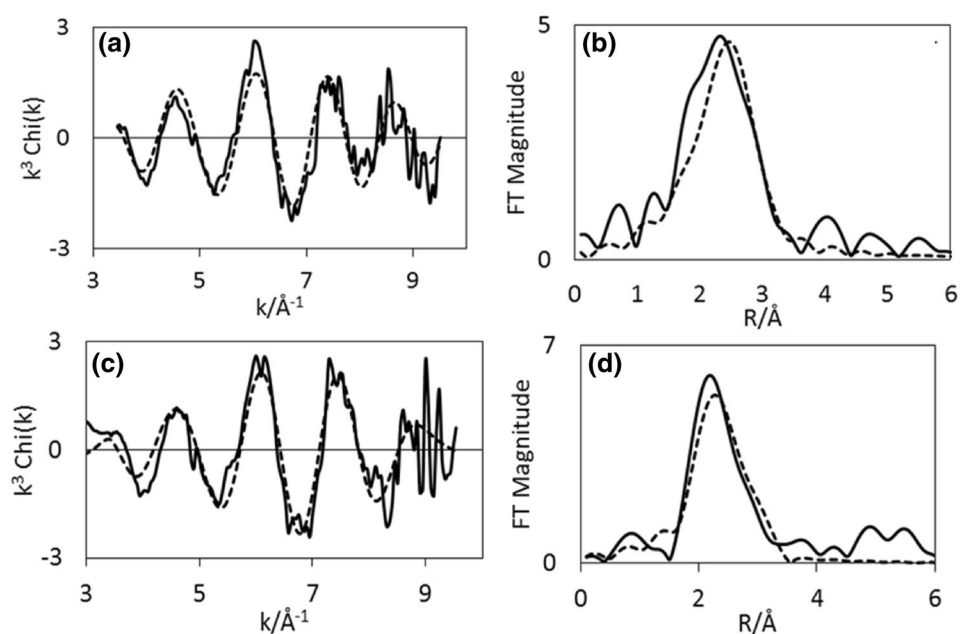 (a)
3
0
-3
k³ Chi(k)
3 5 7 9
k/Å⁻¹
(b)
5
0
FT Magnitude
0 1 2 3 4 5 6
R/Å
(c)
3
0
-3
k³ Chi(k)
3 5 7 9
k/Å⁻¹
(d)
7
0
FT Magnitude
0 2 4 6
R/Å